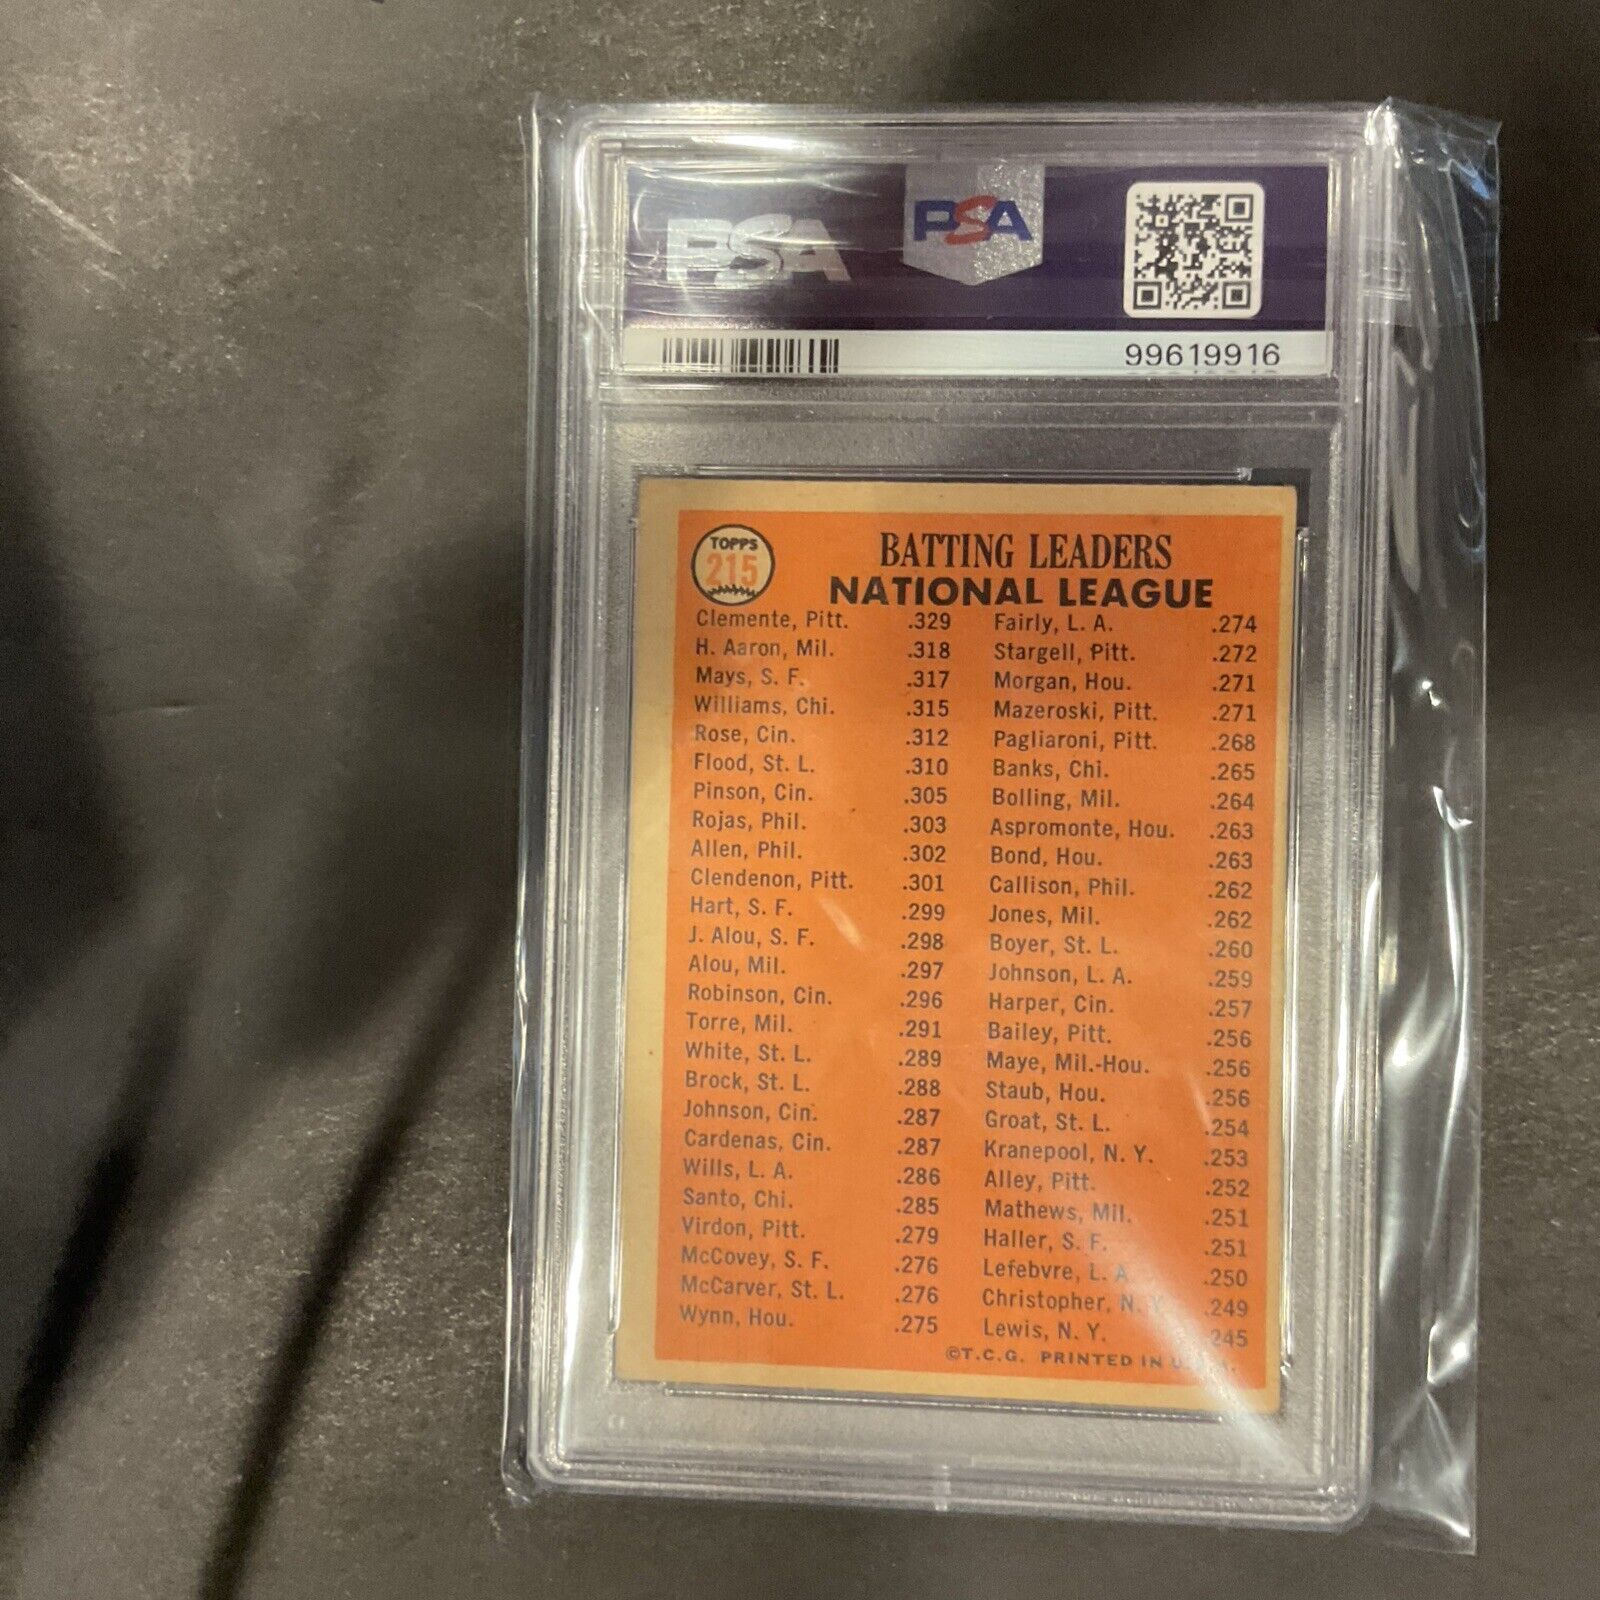 PSA PSA
99619916
TOPPS
215
BATTING LEADERS
NATIONAL LEAGUE
Clemente, Pitt. .329 Fairly, L. A. .274
H. Aaron, Mil. .318 Stargell, Pitt. .272
Mays, S. F. .317 Morgan, Hou. .271
Williams, Chi. .315 Mazeroski, Pitt. .271
Rose, Cin. .312 Pagliaroni, Pitt. .268
Flood, St. L. .310 Banks, Chi. .265
Pinson, Cin. .305 Bolling, Mil. .264
Rojas, Phil. .303 Aspromonte, Hou. .263
Allen, Phil. .302 Bond, Hou. .263
Clendenon, Pitt. .301 Callison, Phil. .262
Hart, S. F. .299 Jones, Mil. .262
J. Alou, S. F. .298 Boyer, St. L. .260
Alou, Mil. .297 Johnson, L. A. .259
Robinson, Cin. .296 Harper, Cin. .257
Torre, Mil. .291 Bailey, Pitt. .256
White, St. L. .289 Maye, Mil.-Hou. .256
Brock, St. L. .288 Staub, Hou. .256
Johnson, Cin. .287 Groat, St. L. .254
Cardenas, Cin. .287 Kranepool, N. Y. .253
Wills, L. A. .286 Alley, Pitt. .252
Santo, Chi. .285 Mathews, Mil. .251
Virdon, Pitt. .279 Haller, S. F. .251
McCovey, S. F. .276 Lefebvre, L. A. .250
McCarver, St. L. .276 Christopher, N. Y. .249
Wynn, Hou. .275 Lewis, N. Y. .245
©T.C.G. PRINTED IN U.S.A.